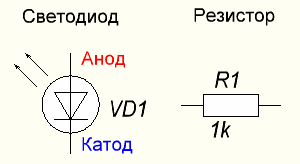 Светодиод
Резистор
Анод
R1
VD1
1k
Катод